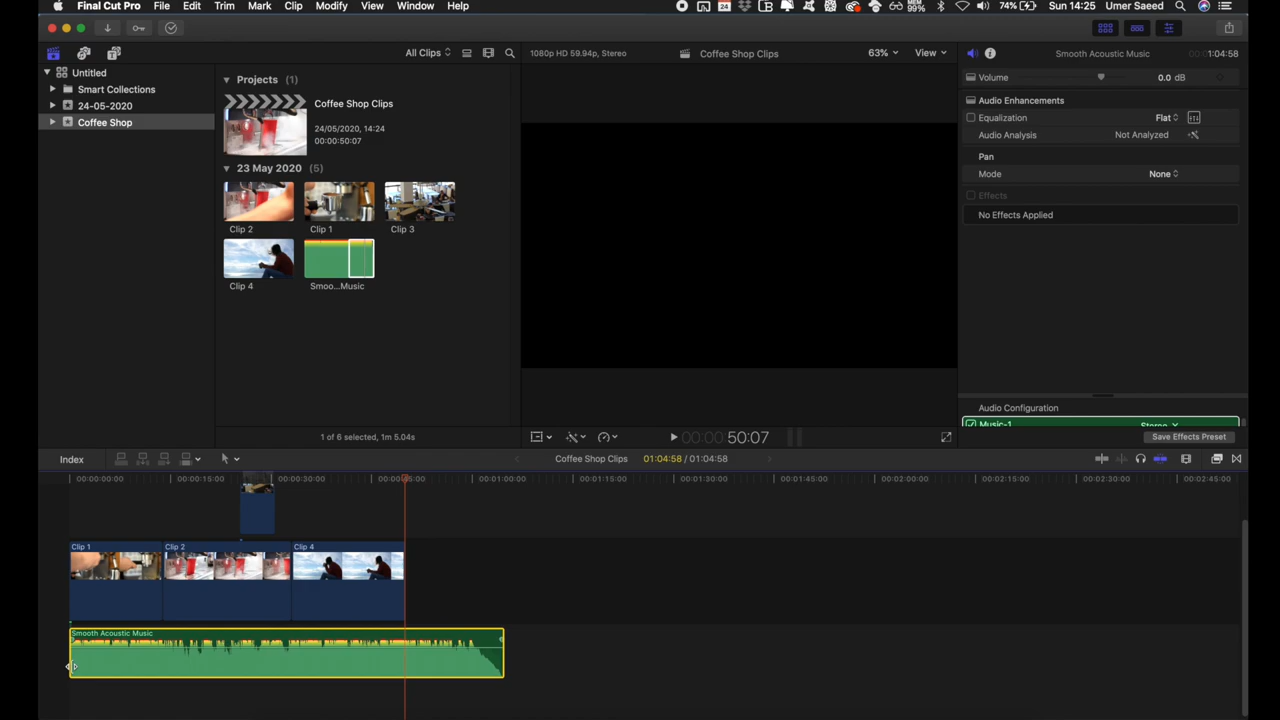 Final Cut Pro File Edit Trim Mark Clip Modify View Window Help
24 MEM 99% 74% Sun 14:25 Umer Saeed
All Clips
1080p HD 59.94p, Stereo
Coffee Shop Clips
63%
View
Smooth Acoustic Music
1:04:58
Untitled
Smart Collections
24-05-2020
Coffee Shop
Projects (1)
Coffee Shop Clips
24/05/2020, 14:24
00:00:50:07
23 May 2020 (5)
Clip 2
Clip 1
Clip 3
Clip 4
Smoo...Music
Volume
0.0 dB
Audio Enhancements
Equalization
Flat
Audio Analysis
Not Analyzed
Pan
Mode
None
Effects
No Effects Applied
Audio Configuration
Music-1
Stereo
1 of 6 selected, 1m 5.04s
00:00:50:07
Save Effects Preset
Index
Coffee Shop Clips
01:04:58 / 01:04:58
00:00:00:00
00:00:15:00
00:00:30:00
00:00:45:00
00:01:00:00
00:01:15:00
00:01:30:00
00:01:45:00
00:02:00:00
00:02:15:00
00:02:30:00
00:02:45:00
Clip 1
Clip 2
Clip 4
Smooth Acoustic Music